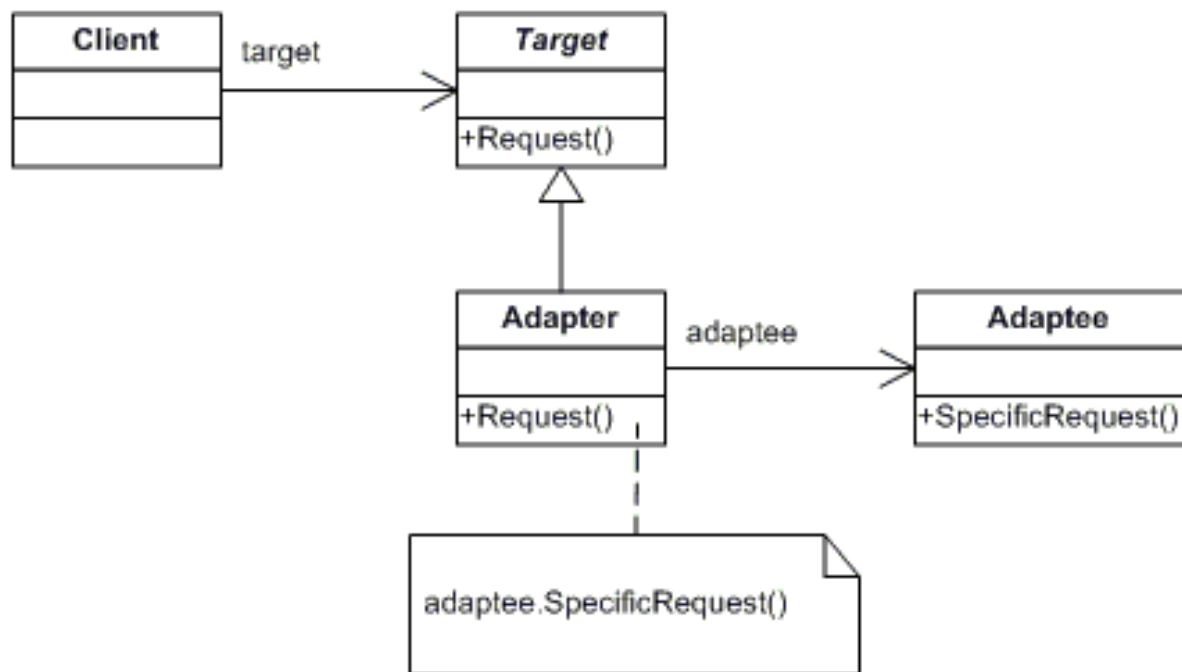 Client
target
Target
+Request()
Adapter
adaptee
Adaptee
+Request()
+SpecificRequest()
adaptee.SpecificRequest()